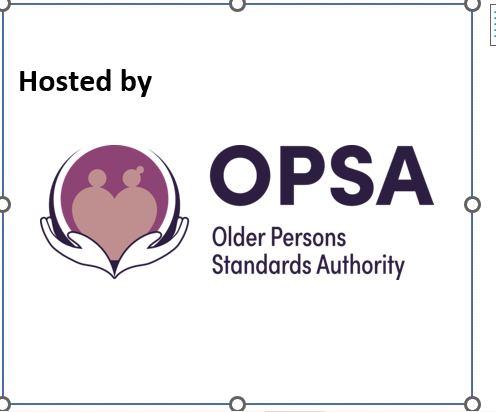 Hosted by
OPSA
Older Persons
Standards Authority